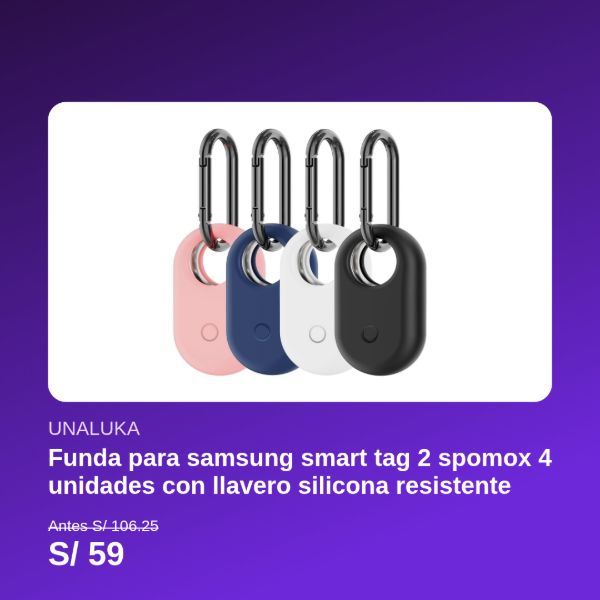 UNALUKA
Funda para samsung smart tag 2 spomox 4
unidades con llavero silicona resistente
Antes S/ 106.25
S/ 59